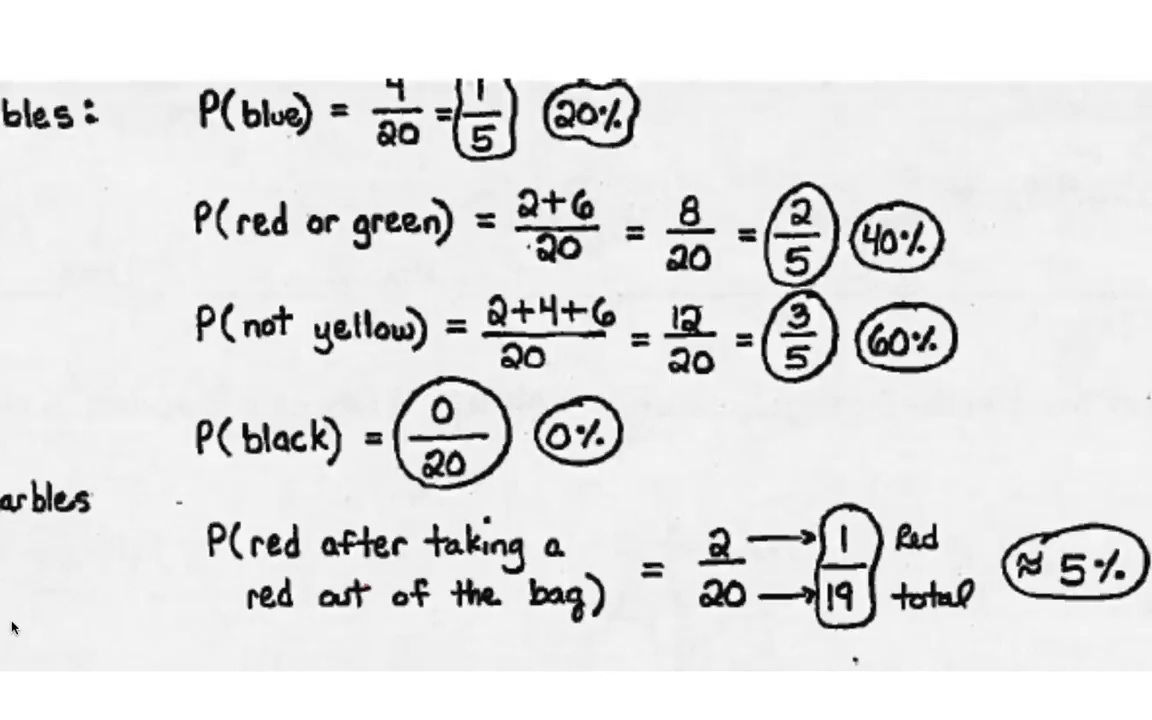 bles: P(blue) = 4/20 = 1/5 20%
P(red or green) = 2+6/20 = 8/20 = 2/5 40%
P(not yellow) = 2+4+6/20 = 12/20 = 3/5 60%
P(black) = 0/20 0%
arbles
P(red after taking a red out of the bag) = 2/20 → 1/19 Red total ≈ 5%